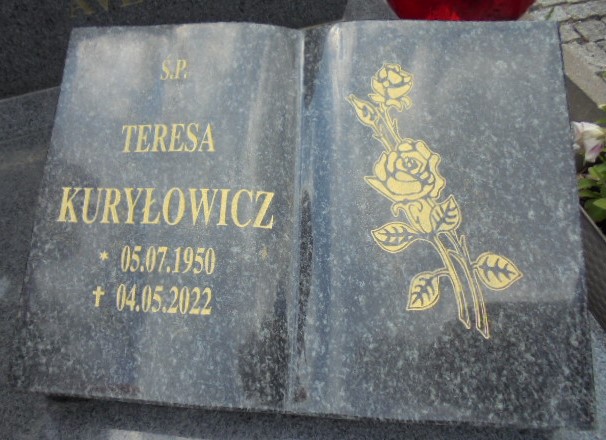 S.P.
TERESA
KURYŁOWICZ
* 05.07.1950
✝ 04.05.2022